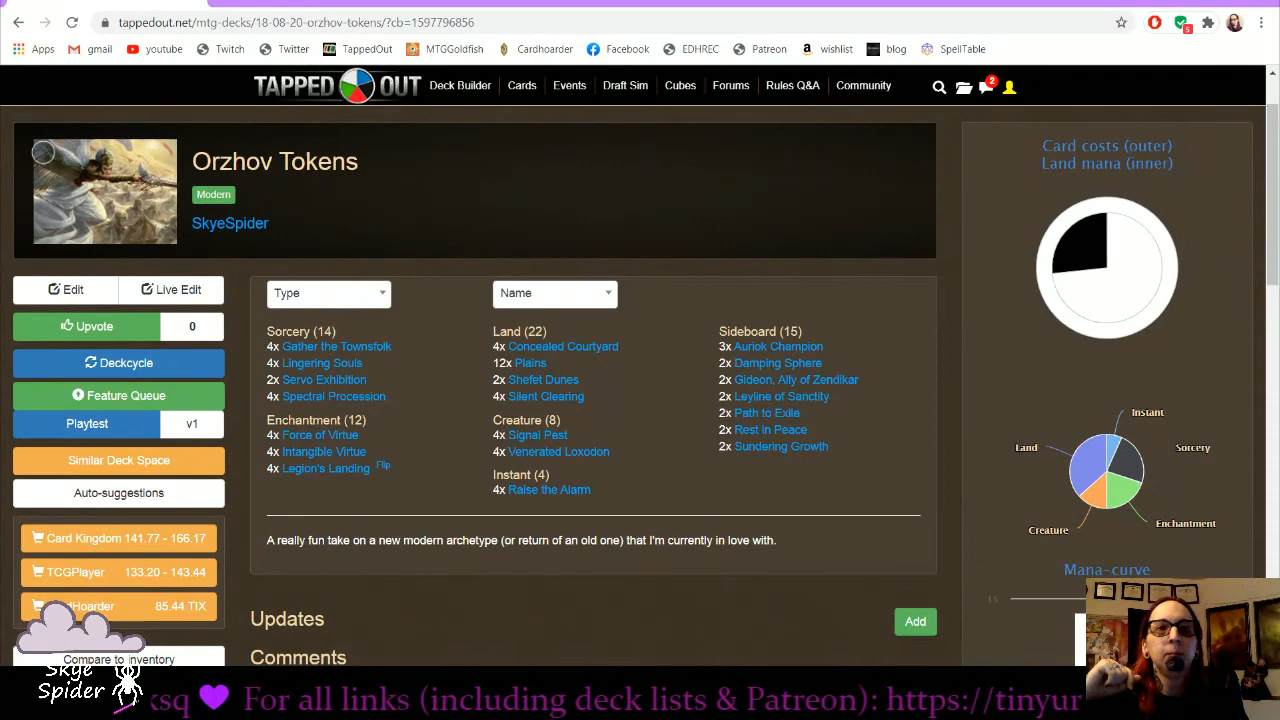 tappedout.net/mtg-decks/18-08-20-orzhov-tokens/?cb=1597796856
5
Apps gmail youtube Twitch Twitter TappedOut MTGGoldfish Cardhoarder Facebook EDHREC Patreon wishlist blog SpellTable
TAPPED OUT Deck Builder Cards Events Draft Sim Cubes Forums Rules Q&A Community 2
Orzhov Tokens
Modern
SkyeSpider
Card costs (outer)
Land mana (inner)
Edit Live Edit
Upvote 0
Deckcycle
Feature Queue
Playtest v1
Similar Deck Space
Auto-suggestions
Card Kingdom 141.77 - 166.17
TCGPlayer 133.20 - 143.44
Hoarder 85.44 TIX
Compare to inventory
Type
Name
Sorcery (14)
4x Gather the Townsfolk
4x Lingering Souls
2x Servo Exhibition
4x Spectral Procession
Enchantment (12)
4x Force of Virtue
4x Intangible Virtue
4x Legion's Landing Flip
Land (22)
4x Concealed Courtyard
12x Plains
2x Shefet Dunes
4x Silent Clearing
Creature (8)
4x Signal Pest
4x Venerated Loxodon
Instant (4)
4x Raise the Alarm
Sideboard (15)
3x Auriok Champion
2x Damping Sphere
2x Gideon, Ally of Zendikar
2x Leyline of Sanctity
2x Path to Exile
2x Rest in Peace
2x Sundering Growth
A really fun take on a new modern archetype (or return of an old one) that I'm currently in love with.
Updates
Add
Comments
Instant
Land
Sorcery
Creature
Enchantment
Mana-curve
15
Skye
Spider
ksq 💜 For all links (including deck lists & Patreon): https://tinyur